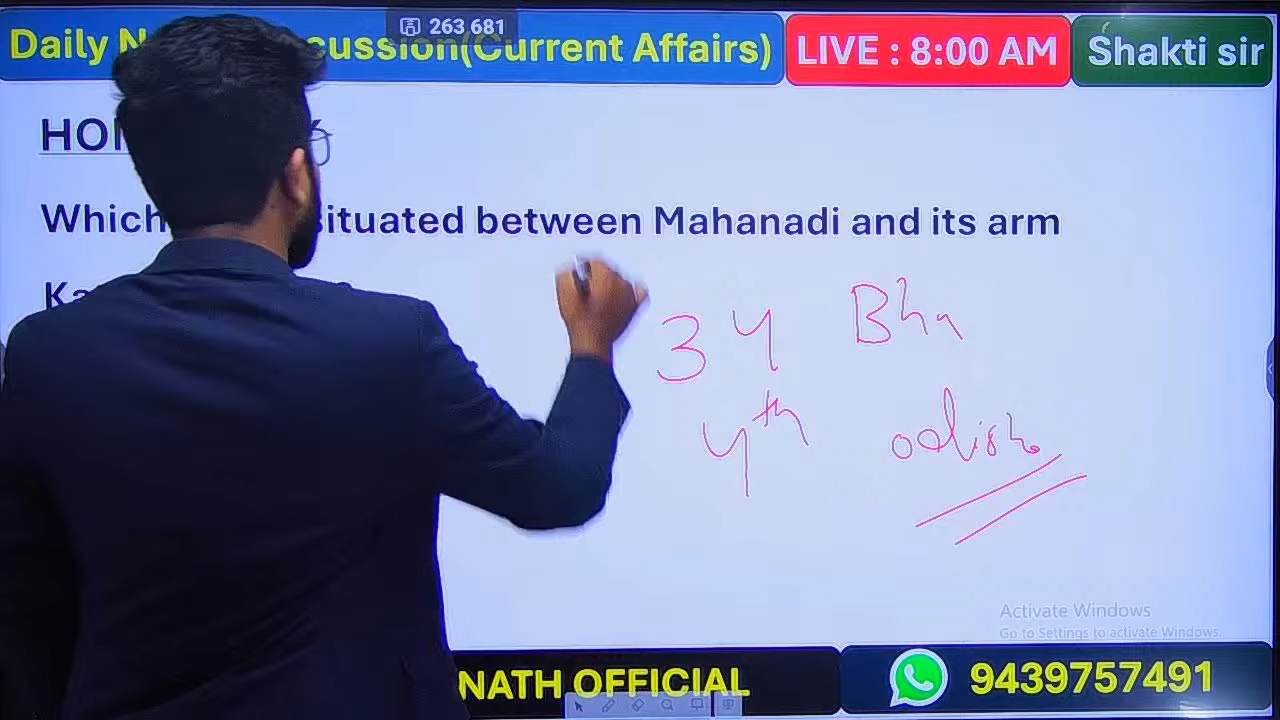 263 681
Daily N cussion(Current Affairs) LIVE : 8:00 AM Shakti sir
HO
Which situated between Mahanadi and its arm
Ka
34 Bha
4th odisha
Activate Windows
Go to Settings to activate Windows.
NATH OFFICIAL 9439757491